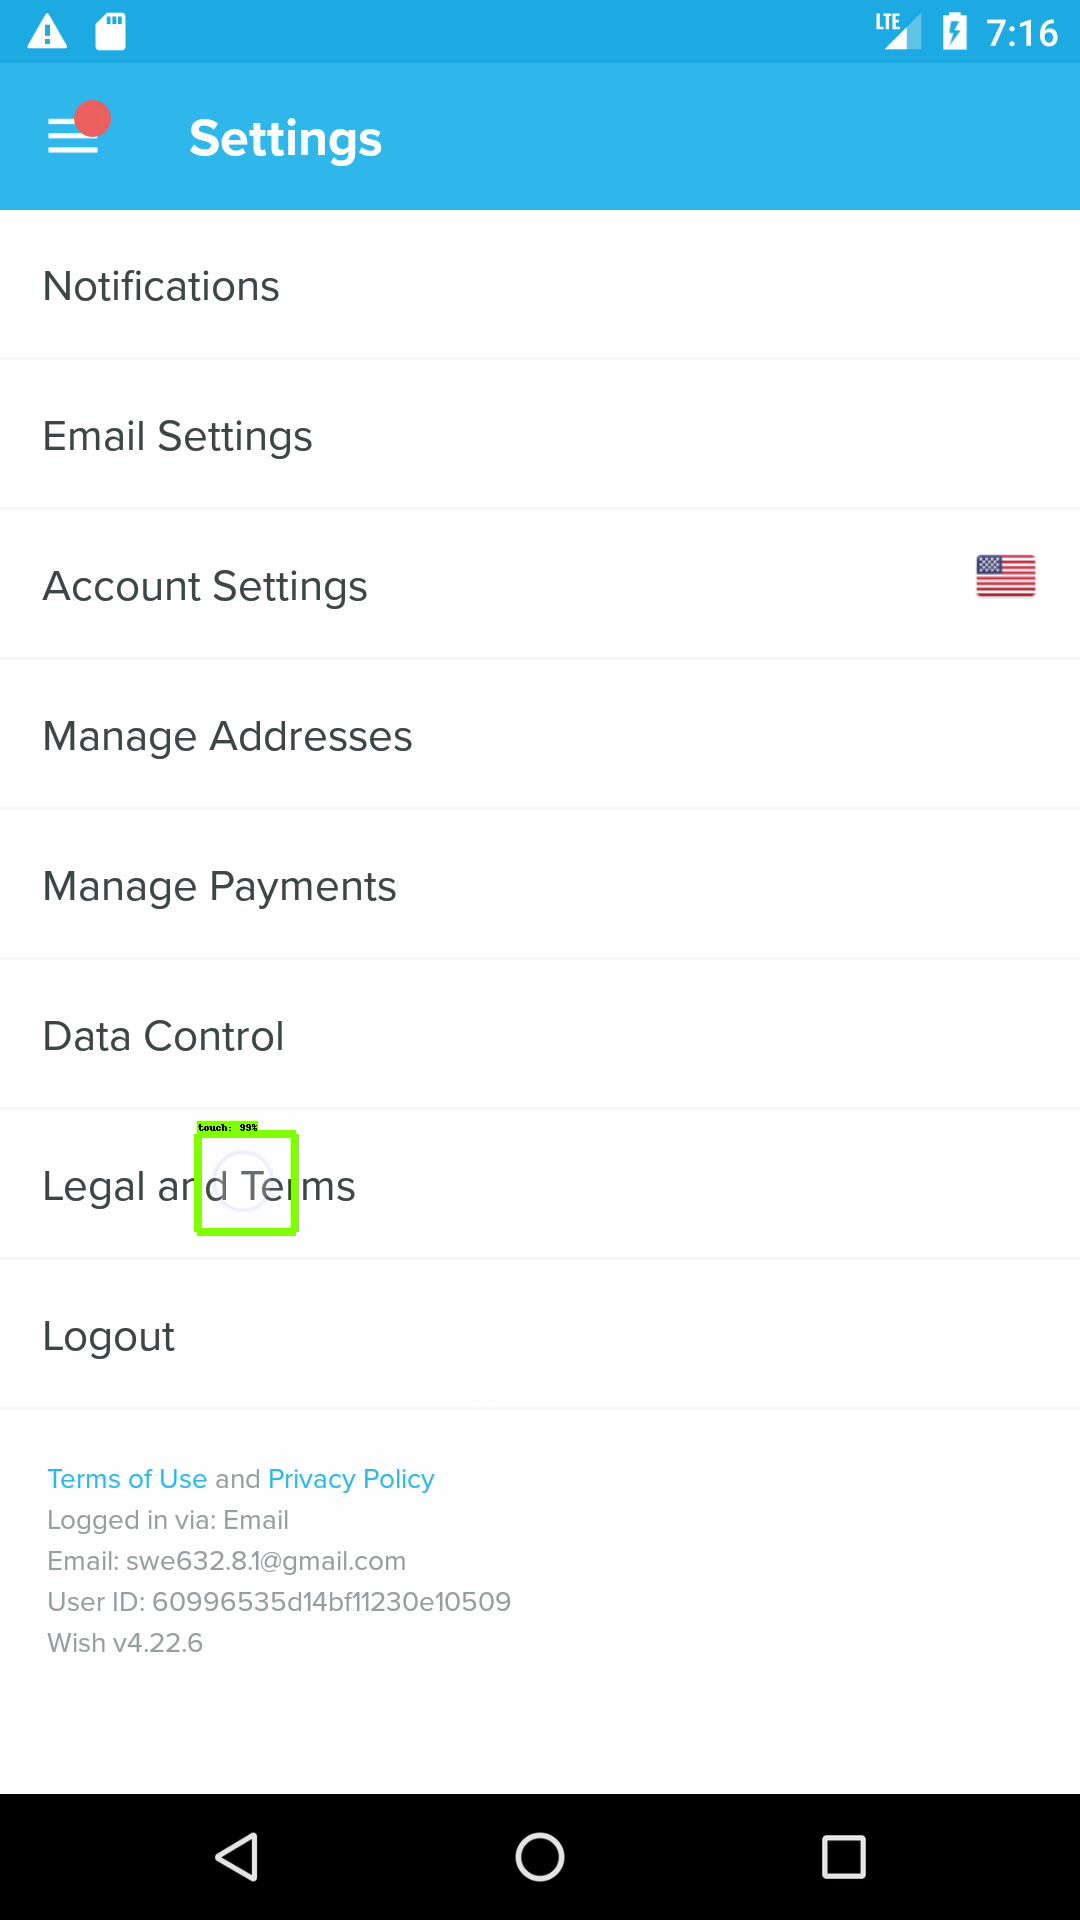 LTE 7:16
Settings
Notifications
Email Settings
Account Settings
Manage Addresses
Manage Payments
Data Control
touch: 99%
Legal and Terms
Logout
Terms of Use and Privacy Policy
Logged in via: Email
Email: swe632.8.1@gmail.com
User ID: 60996535d14bf11230e10509
Wish v4.22.6